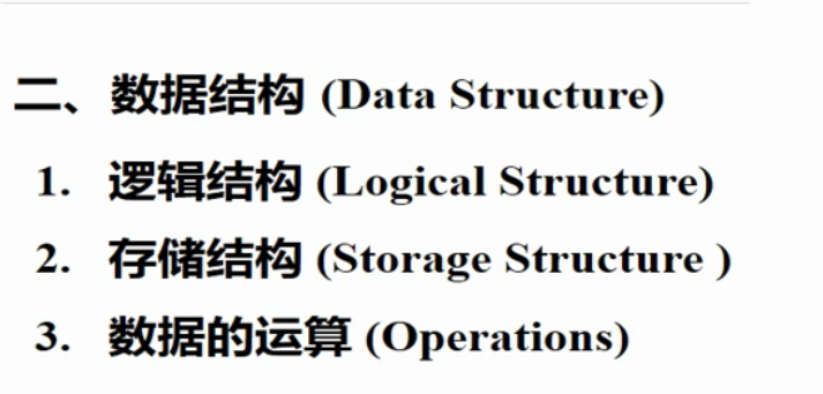 二、数据结构 (Data Structure)
1. 逻辑结构 (Logical Structure)
2. 存储结构 (Storage Structure )
3. 数据的运算 (Operations)